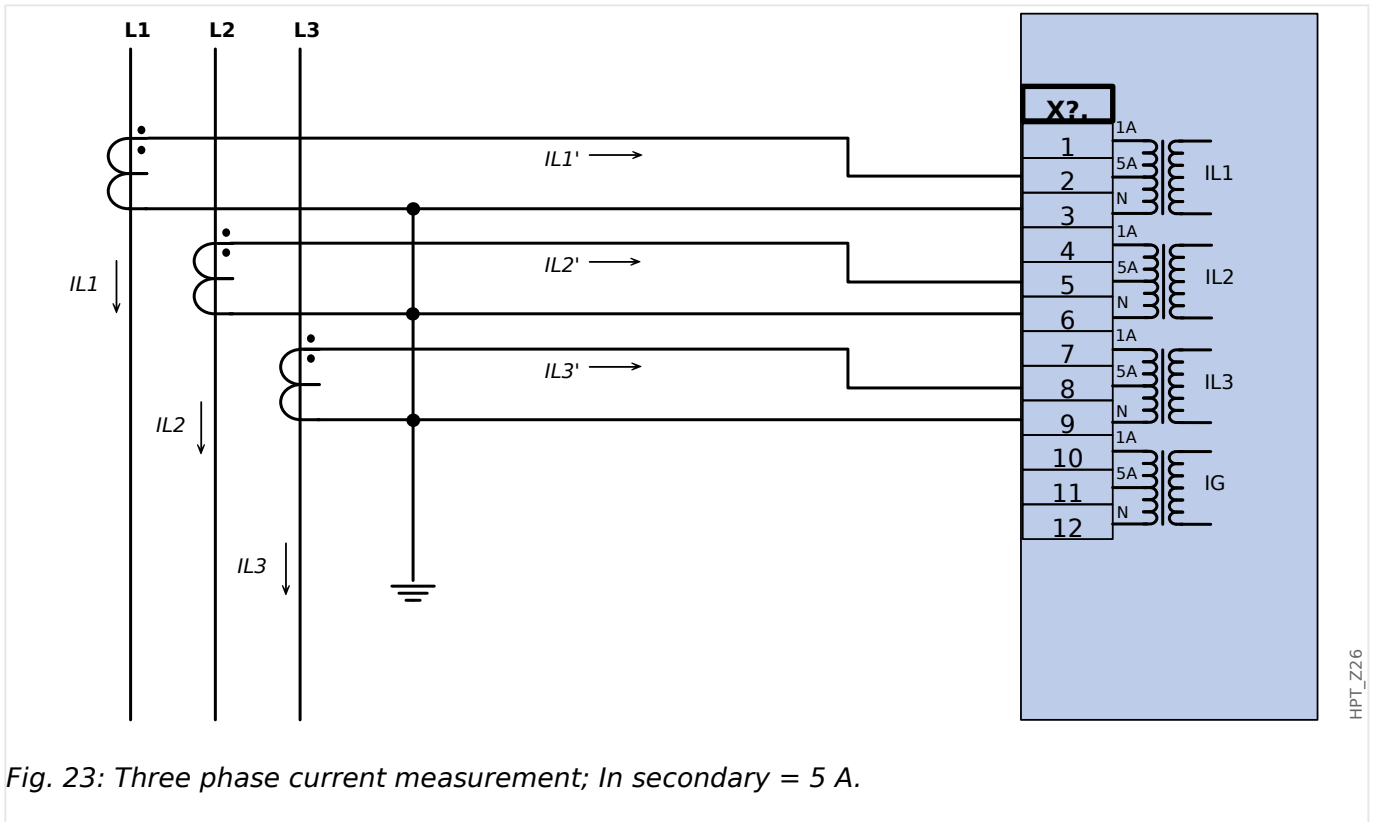 L1 L2 L3
X?.
1A
1
5A
2
IL1
N
3
IL1'
1A
4
5A
5
IL2
N
6
IL2'
IL1
1A
7
5A
8
IL3
N
9
IL3'
IL2
1A
10
5A
11
IG
N
12
IL3
HPT_Z26
Fig. 23: Three phase current measurement; In secondary = 5 A.